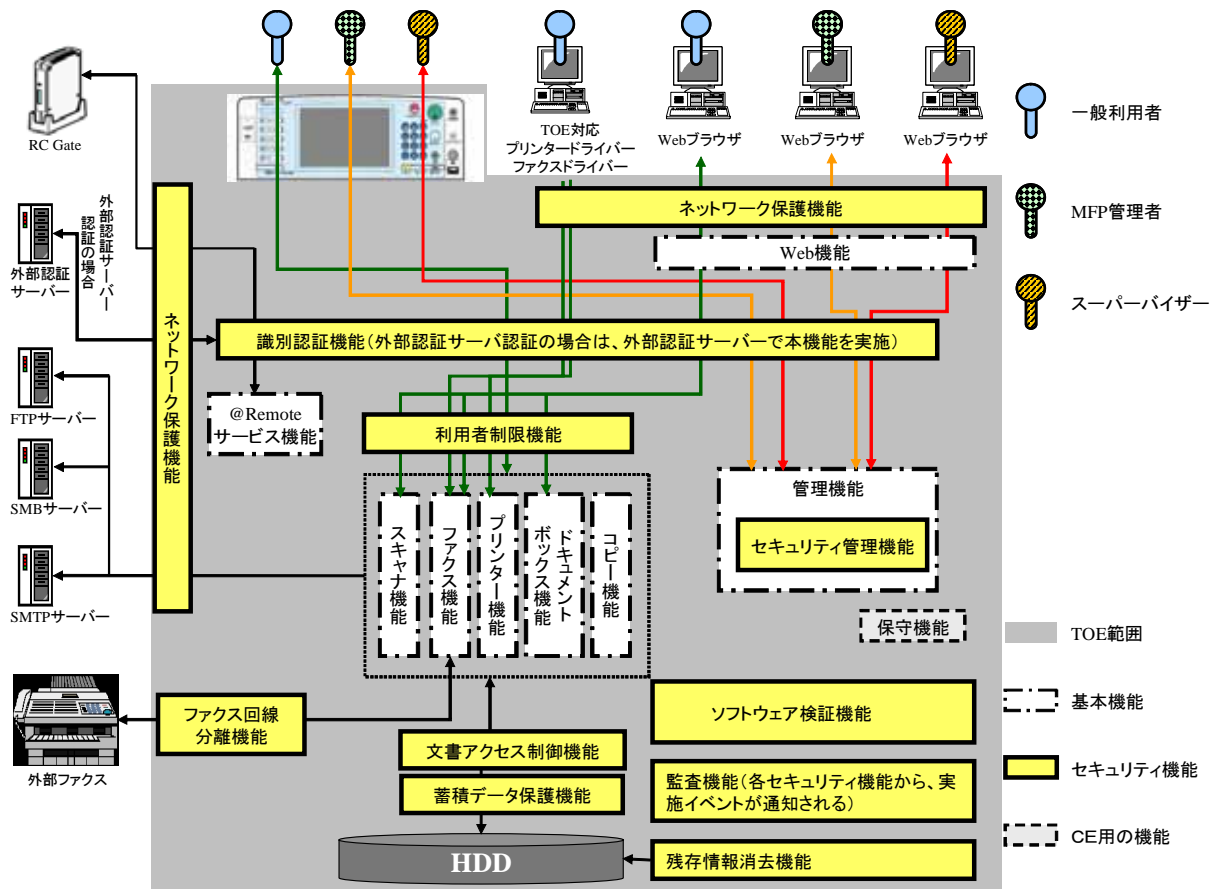 RC Gate
TOE対応
プリンタードライバー
ファクスドライバー
Webブラウザ
Webブラウザ
Webブラウザ
一般利用者
MFP管理者
スーパーバイザー
外部認証
サーバー
外部認証サーバー
認証の場合
ネットワーク保護機能
Web機能
ネットワーク保護機能
識別認証機能(外部認証サーバ認証の場合は、外部認証サーバーで本機能を実施)
FTPサーバー
@Remote
サービス機能
利用者制限機能
SMBサーバー
管理機能
セキュリティ管理機能
スキャナ機能
ファクス機能
プリンター機能
ドキュメント
ボックス機能
コピー機能
SMTPサーバー
保守機能
TOE範囲
基本機能
セキュリティ機能
CE用の機能
外部ファクス
ファクス回線
分離機能
ソフトウェア検証機能
文書アクセス制御機能
蓄積データ保護機能
監査機能(各セキュリティ機能から、実
施イベントが通知される)
HDD
残存情報消去機能